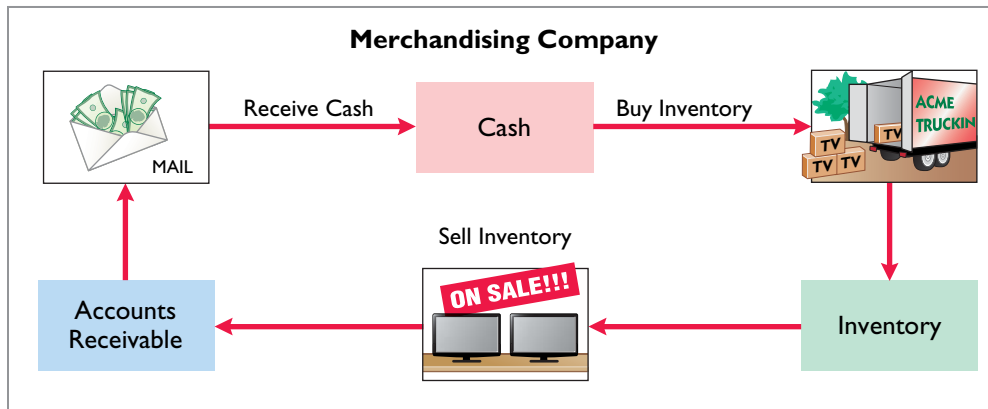 Merchandising Company
Receive Cash
Cash
Buy Inventory
MAIL
ACME
TRUCKIN
TV
TV
TV TV
Sell Inventory
ON SALE!!!
Accounts
Receivable
Inventory